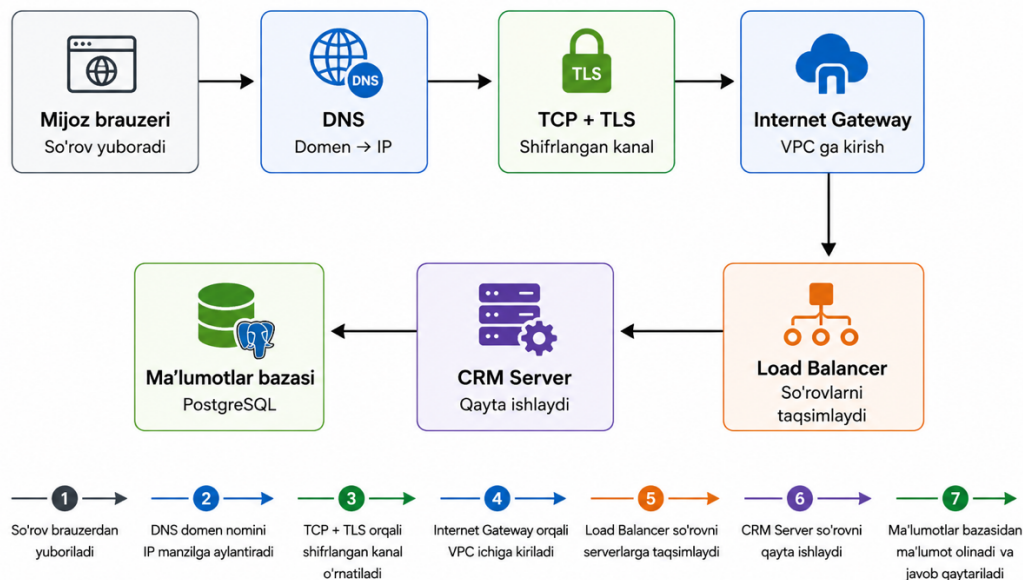 Mijoz brauzeri
So'rov yuboradi
DNS
DNS
Domen → IP
TLS
TCP + TLS
Shifrlangan kanal
Internet Gateway
VPC ga kirish
Ma'lumotlar bazasi
PostgreSQL
CRM Server
Qayta ishlaydi
Load Balancer
So'rovlarni
taqsimlaydi
1
So'rov brauzerdan
yuboriladi
2
DNS domen nomini
IP manzilga aylantiradi
3
TCP + TLS orqali
shifrlangan kanal
o'rnatiladi
4
Internet Gateway orqali
VPC ichiga kiriladi
5
Load Balancer so'rovni
serverlarga taqsimlaydi
6
CRM Server so'rovni
qayta ishlaydi
7
Ma'lumotlar bazasidan
ma'lumot olinadi va
javob qaytariladi